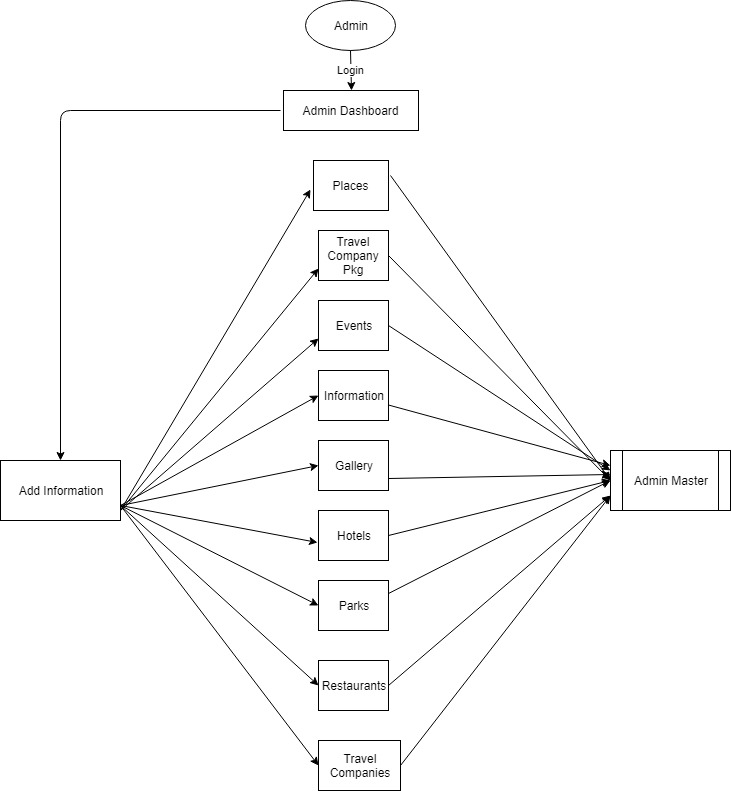 Admin
Login
Admin Dashboard
Places
Travel
Company
Pkg
Events
Information
Gallery
Add Information
Admin Master
Hotels
Parks
Restaurants
Travel
Companies